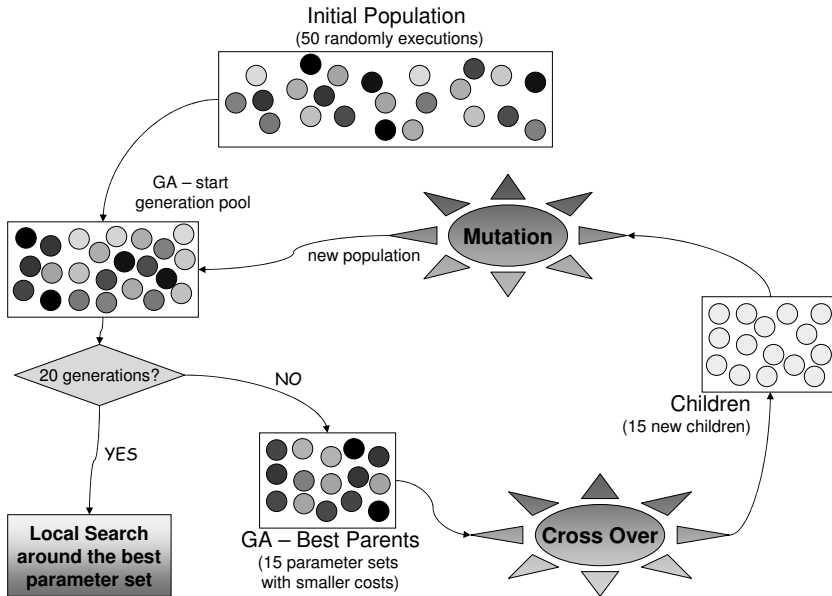 Initial Population
(50 randomly executions)
GA – start
generation pool
Mutation
new population
20 generations?
NO
YES
Children
(15 new children)
Local Search
around the best
parameter set
GA – Best Parents
(15 parameter sets
with smaller costs)
Cross Over